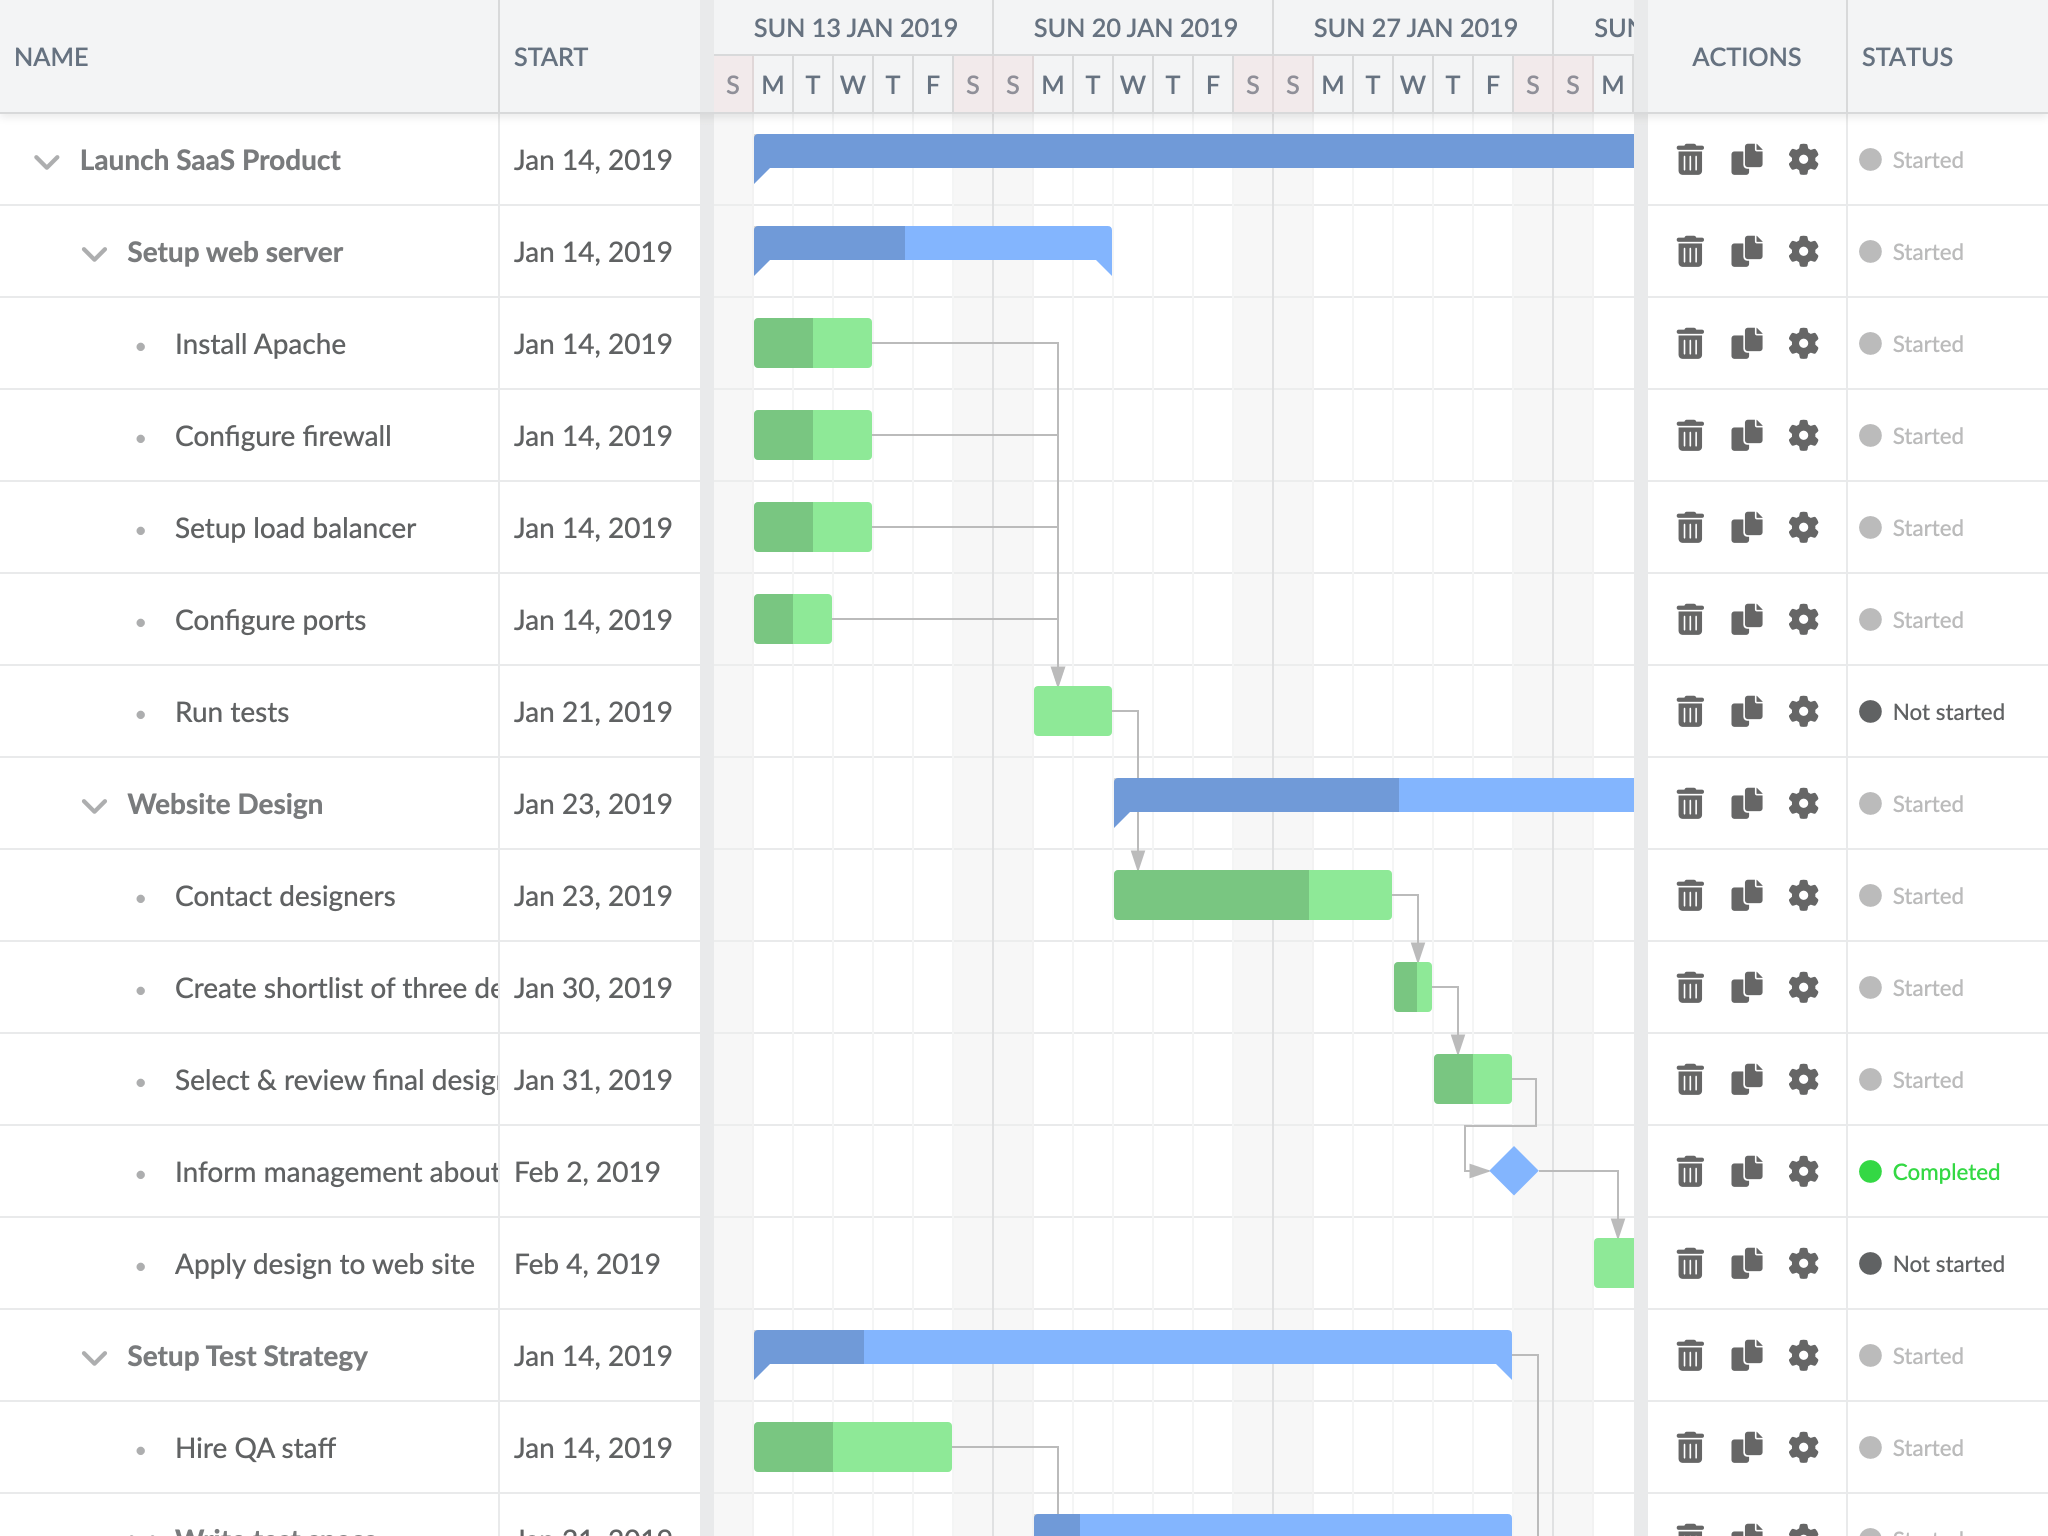 NAME
START
SUN 13 JAN 2019
SUN 20 JAN 2019
SUN 27 JAN 2019
ACTIONS
STATUS
S M T W T F S S M T W T F S S M T W T F S S M
Launch SaaS Product Jan 14, 2019 Started
Setup web server Jan 14, 2019 Started
Install Apache Jan 14, 2019 Started
Configure firewall Jan 14, 2019 Started
Setup load balancer Jan 14, 2019 Started
Configure ports Jan 14, 2019 Started
Run tests Jan 21, 2019 Not started
Website Design Jan 23, 2019 Started
Contact designers Jan 23, 2019 Started
Create shortlist of three Jan 30, 2019 Started
Select & review final Jan 31, 2019 Started
Inform management about Feb 2, 2019 Completed
Apply design to web site Feb 4, 2019 Not started
Setup Test Strategy Jan 14, 2019 Started
Hire QA staff Jan 14, 2019 Started